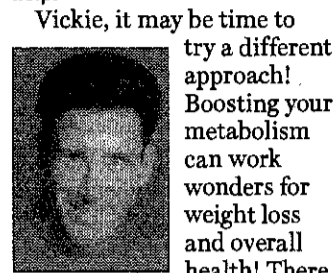 Vickie, it may be time to
try a different
approach!
Boosting your
metabolism
can work
wonders for
weight loss
and overall
health! There